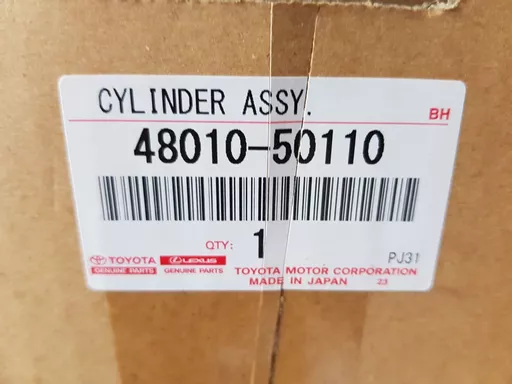 CYLINDER ASSY.
BH
48010-50110
QTY: 1
PJ31
TOYOTA LEXUS
GENUINE PARTS GENUINE PARTS
TOYOTA MOTOR CORPORATION
MADE IN JAPAN 23